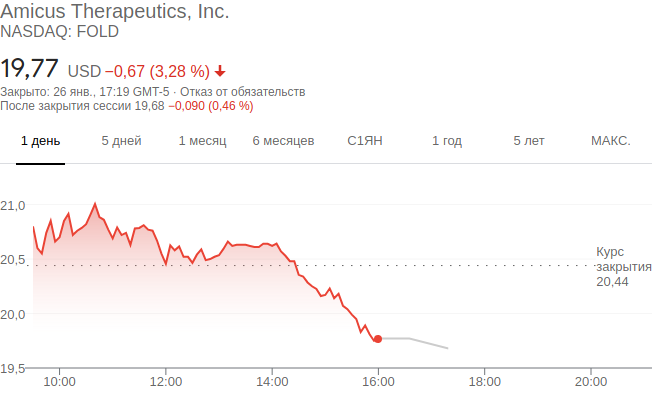 Amicus Therapeutics, Inc.
NASDAQ: FOLD
19,77 USD −0,67 (3,28 %)
Закрыто: 26 янв., 17:19 GMT-5 · Отказ от обязательств
После закрытия сессии 19,68 −0,090 (0,46 %)
1 день 5 дней 1 месяц 6 месяцев С1ЯН 1 год 5 лет МАКС.
21,0
20,5
20,0
19,5
Курс
закрытия
20,44
10:00 12:00 14:00 16:00 18:00 20:00